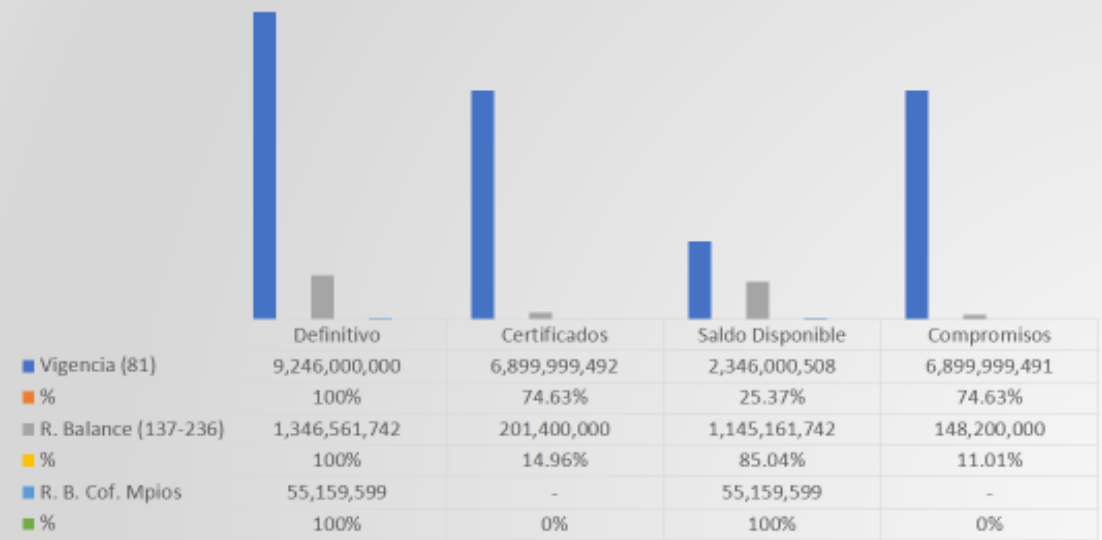 Definitivo Certificados Saldo Disponible Compromisos
Vigencia (81) 9,246,000,000 6,899,999,492 2,346,000,508 6,899,999,491
% 100% 74.63% 25.37% 74.63%
R. Balance (137-236) 1,346,561,742 201,400,000 1,145,161,742 148,200,000
% 100% 14.96% 85.04% 11.01%
R. B. Cof. Mpios 55,159,599 - 55,159,599 -
% 100% 0% 100% 0%